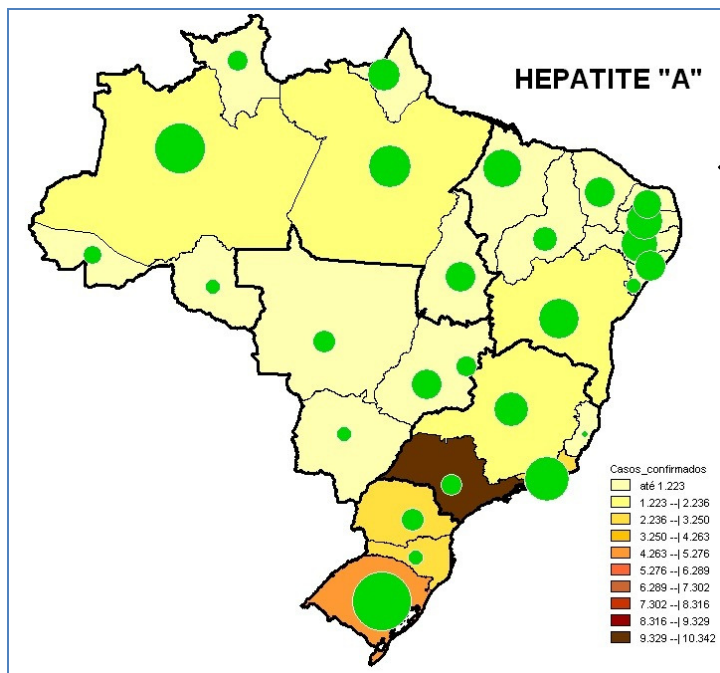 HEPATITE "A"
Casos_confirmados
até 1.223
1.223 --| 2.236
2.236 --| 3.250
3.250 --| 4.263
4.263 --| 5.276
5.276 --| 6.289
6.289 --| 7.302
7.302 --| 8.316
8.316 --| 9.329
9.329 --| 10.342